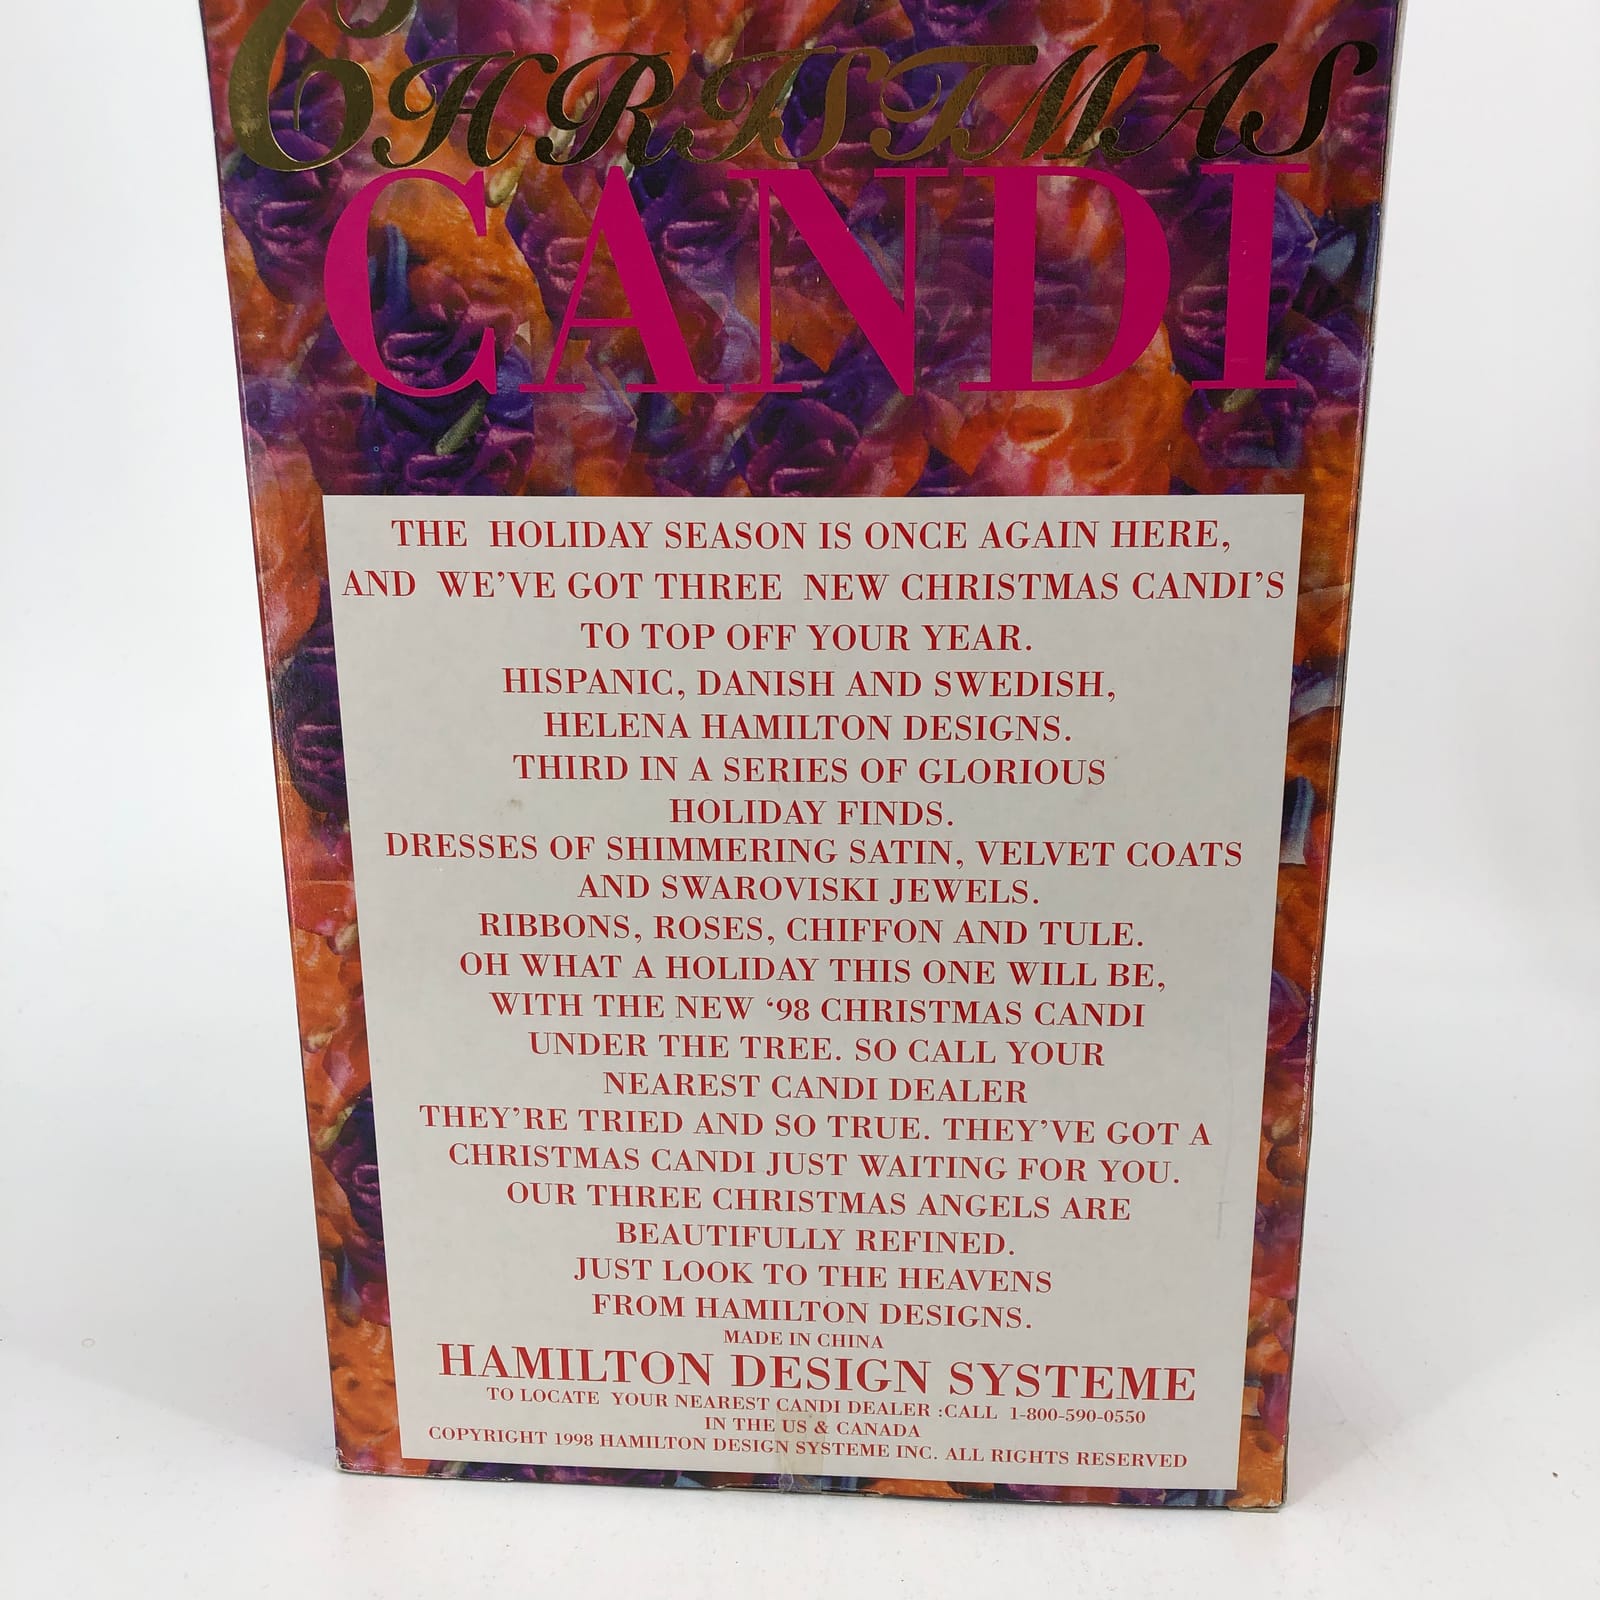 CHRISTMAS
CANDI
THE HOLIDAY SEASON IS ONCE AGAIN HERE,
AND WE'VE GOT THREE NEW CHRISTMAS CANDI'S
TO TOP OFF YOUR YEAR.
HISPANIC, DANISH AND SWEDISH,
HELENA HAMILTON DESIGNS.
THIRD IN A SERIES OF GLORIOUS
HOLIDAY FINDS.
DRESSES OF SHIMMERING SATIN, VELVET COATS
AND SWAROVISKI JEWELS.
RIBBONS, ROSES, CHIFFON AND TULE.
OH WHAT A HOLIDAY THIS ONE WILL BE,
WITH THE NEW ‘98 CHRISTMAS CANDI
UNDER THE TREE. SO CALL YOUR
NEAREST CANDI DEALER
THEY'RE TRIED AND SO TRUE. THEY'VE GOT A
CHRISTMAS CANDI JUST WAITING FOR YOU.
OUR THREE CHRISTMAS ANGELS ARE
BEAUTIFULLY REFINED.
JUST LOOK TO THE HEAVENS
FROM HAMILTON DESIGNS.
MADE IN CHINA
HAMILTON DESIGN SYSTEME
TO LOCATE YOUR NEAREST CANDI DEALER :CALL 1-800-590-0550
IN THE US & CANADA
COPYRIGHT 1998 HAMILTON DESIGN SYSTEME INC. ALL RIGHTS RESERVED